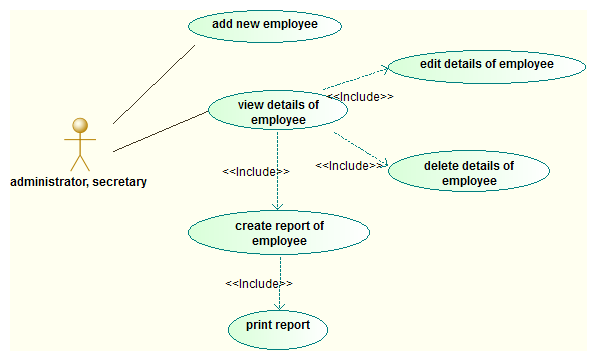 add new employee
edit details of employee
<<Include>>
view details of
employee
<<Include>>
delete details of
employee
administrator, secretary
<<Include>>
create report of
employee
<<Include>>
print report